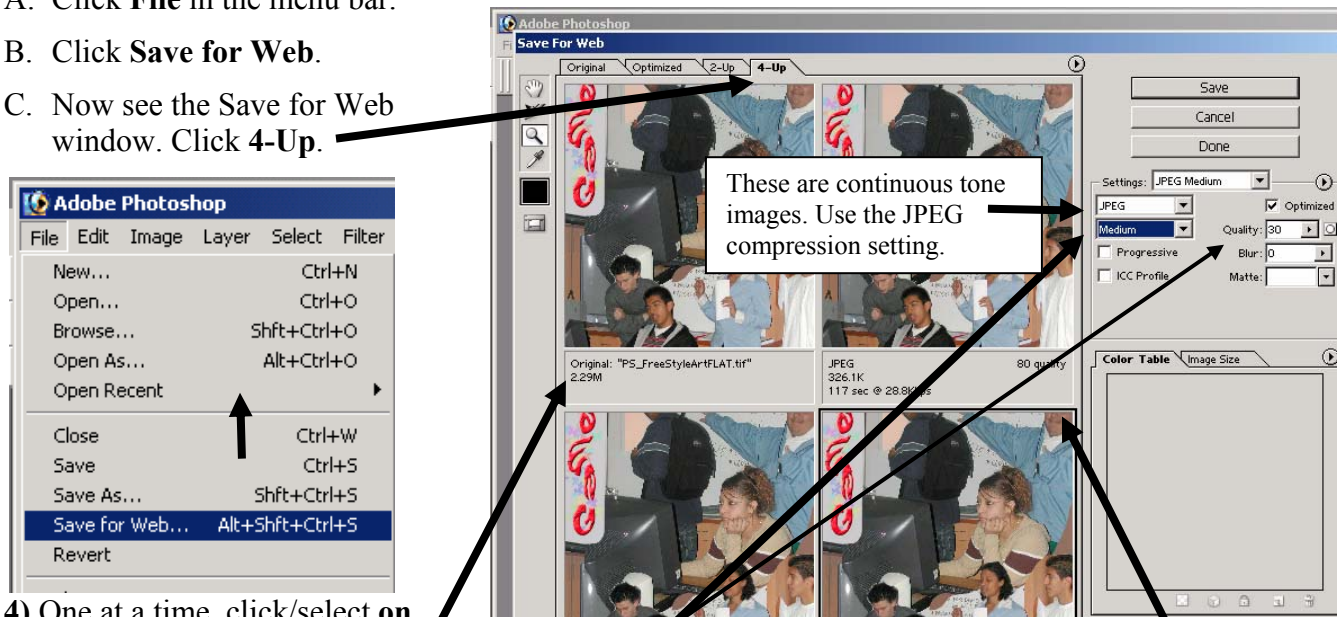 A. Click File in the menu bar.
B. Click Save for Web.
C. Now see the Save for Web
window. Click 4-Up.
Adobe Photoshop
File Edit Image Layer Select Filter
New... Ctrl+N
Open... Ctrl+O
Browse... Shft+Ctrl+O
Open As... Alt+Ctrl+O
Open Recent
Close Ctrl+W
Save Ctrl+S
Save As... Shft+Ctrl+S
Save for Web... Alt+Shft+Ctrl+S
Revert
4) One at a time, click/select on
Adobe Photoshop
Save For Web
Original Optimized 2-Up 4-Up
These are continuous tone
images. Use the JPEG
compression setting.
Original: "PS_FreeStyleArtFLAT.tif"
2.29M
JPEG 80 quality
326.1K
117 sec @
Save
Cancel
Done
Settings: JPEG Medium
JPEG Optimized
Medium Quality: 30
Progressive Blur: 0
ICC Profile Matte:
Color Table Image Size